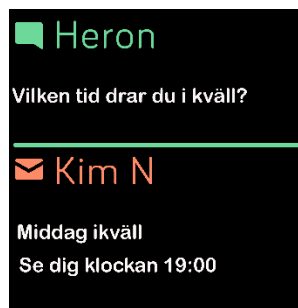 Heron
Vilken tid drar du i kväll?
Kim N
Middag ikväll
Se dig klockan 19:00